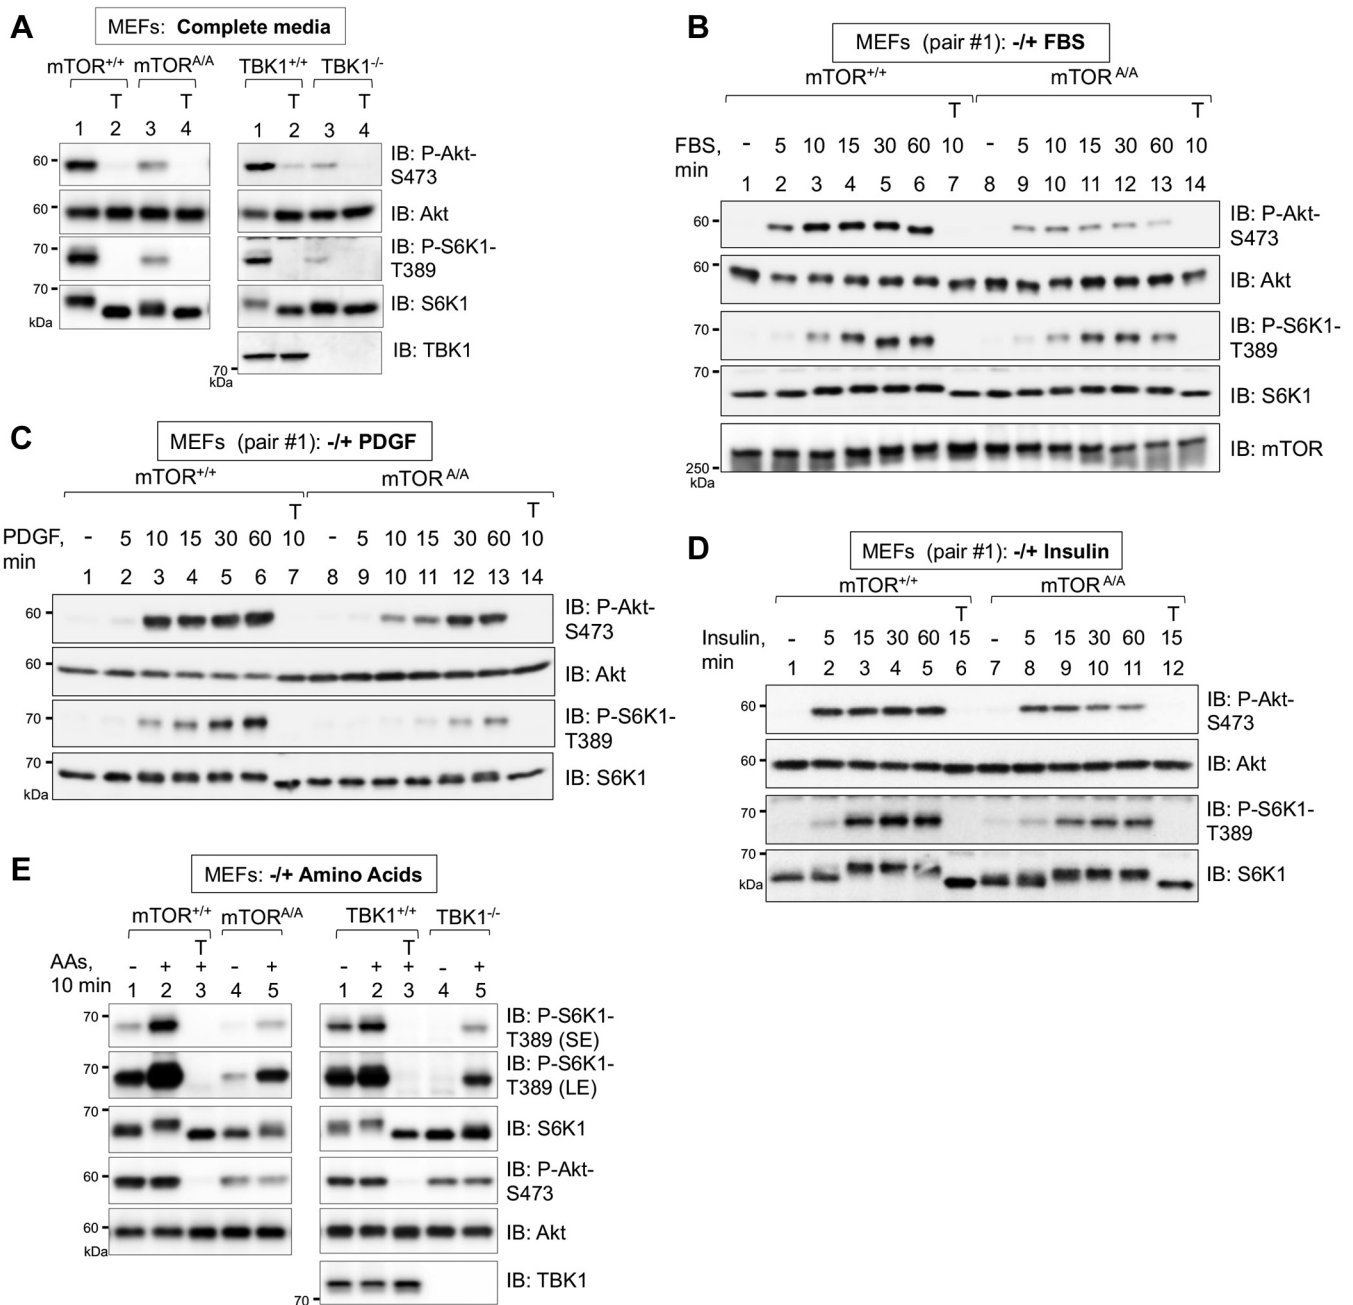 A
MEFs: Complete media
mTOR+/+ mTORA/A TBK1+/+ TBK1-/-
T T T T
1 2 3 4 1 2 3 4
60
IB: P-Akt-
S473
60
IB: Akt
70
IB: P-S6K1-
T389
70
IB: S6K1
kDa
IB: TBK1
70
kDa
B
MEFs (pair #1): -/+ FBS
mTOR+/+ mTOR A/A
T T
FBS, - 5 10 15 30 60 10 - 5 10 15 30 60 10
min
1 2 3 4 5 6 7 8 9 10 11 12 13 14
60
IB: P-Akt-
S473
60
IB: Akt
70
IB: P-S6K1-
T389
70
IB: S6K1
IB: mTOR
250
kDa
C
MEFs (pair #1): -/+ PDGF
mTOR+/+ mTOR A/A
T T
PDGF, - 5 10 15 30 60 10 - 5 10 15 30 60 10
min
1 2 3 4 5 6 7 8 9 10 11 12 13 14
60
IB: P-Akt-
S473
60
IB: Akt
70
IB: P-S6K1-
T389
70
IB: S6K1
kDa
D
MEFs (pair #1): -/+ Insulin
mTOR+/+ mTOR A/A
T T
Insulin, - 5 15 30 60 15 - 5 15 30 60 15
min 1 2 3 4 5 6 7 8 9 10 11 12
60
IB: P-Akt-
S473
60
IB: Akt
70
IB: P-S6K1-
T389
70
IB: S6K1
kDa
E
MEFs: -/+ Amino Acids
mTOR+/+ mTORA/A TBK1+/+ TBK1-/-
T T
AAs, - + + - + - + + - +
10 min 1 2 3 4 5 1 2 3 4 5
70
IB: P-S6K1-
T389 (SE)
70
IB: P-S6K1-
T389 (LE)
70
IB: S6K1
60
IB: P-Akt-
S473
60
IB: Akt
kDa
IB: TBK1
70